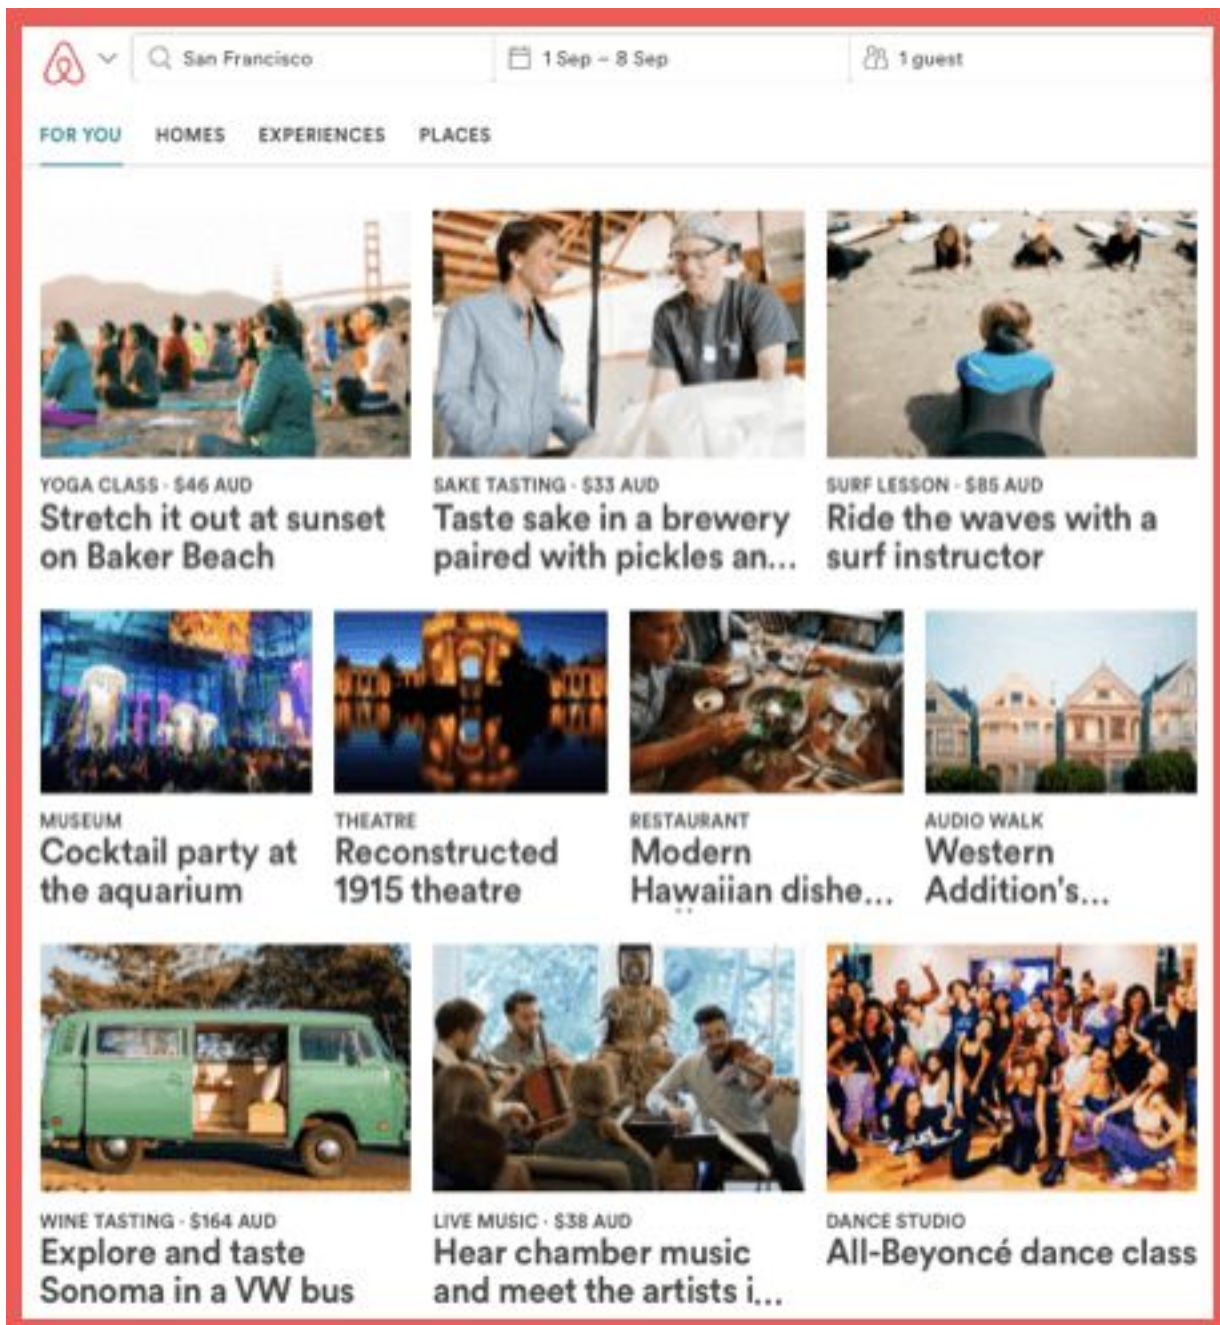 San Francisco
1 Sep – 8 Sep
1 guest
FOR YOU
HOMES
EXPERIENCES
PLACES
YOGA CLASS · $46 AUD
Stretch it out at sunset
on Baker Beach
SAKE TASTING · $33 AUD
Taste sake in a brewery
paired with pickles an...
SURF LESSON · $85 AUD
Ride the waves with a
surf instructor
MUSEUM
Cocktail party at
the aquarium
THEATRE
Reconstructed
1915 theatre
RESTAURANT
Modern
Hawaiian dishe...
AUDIO WALK
Western
Addition's...
WINE TASTING · $164 AUD
Explore and taste
Sonoma in a VW bus
LIVE MUSIC · $38 AUD
Hear chamber music
and meet the artists i...
DANCE STUDIO
All-Beyoncé dance class